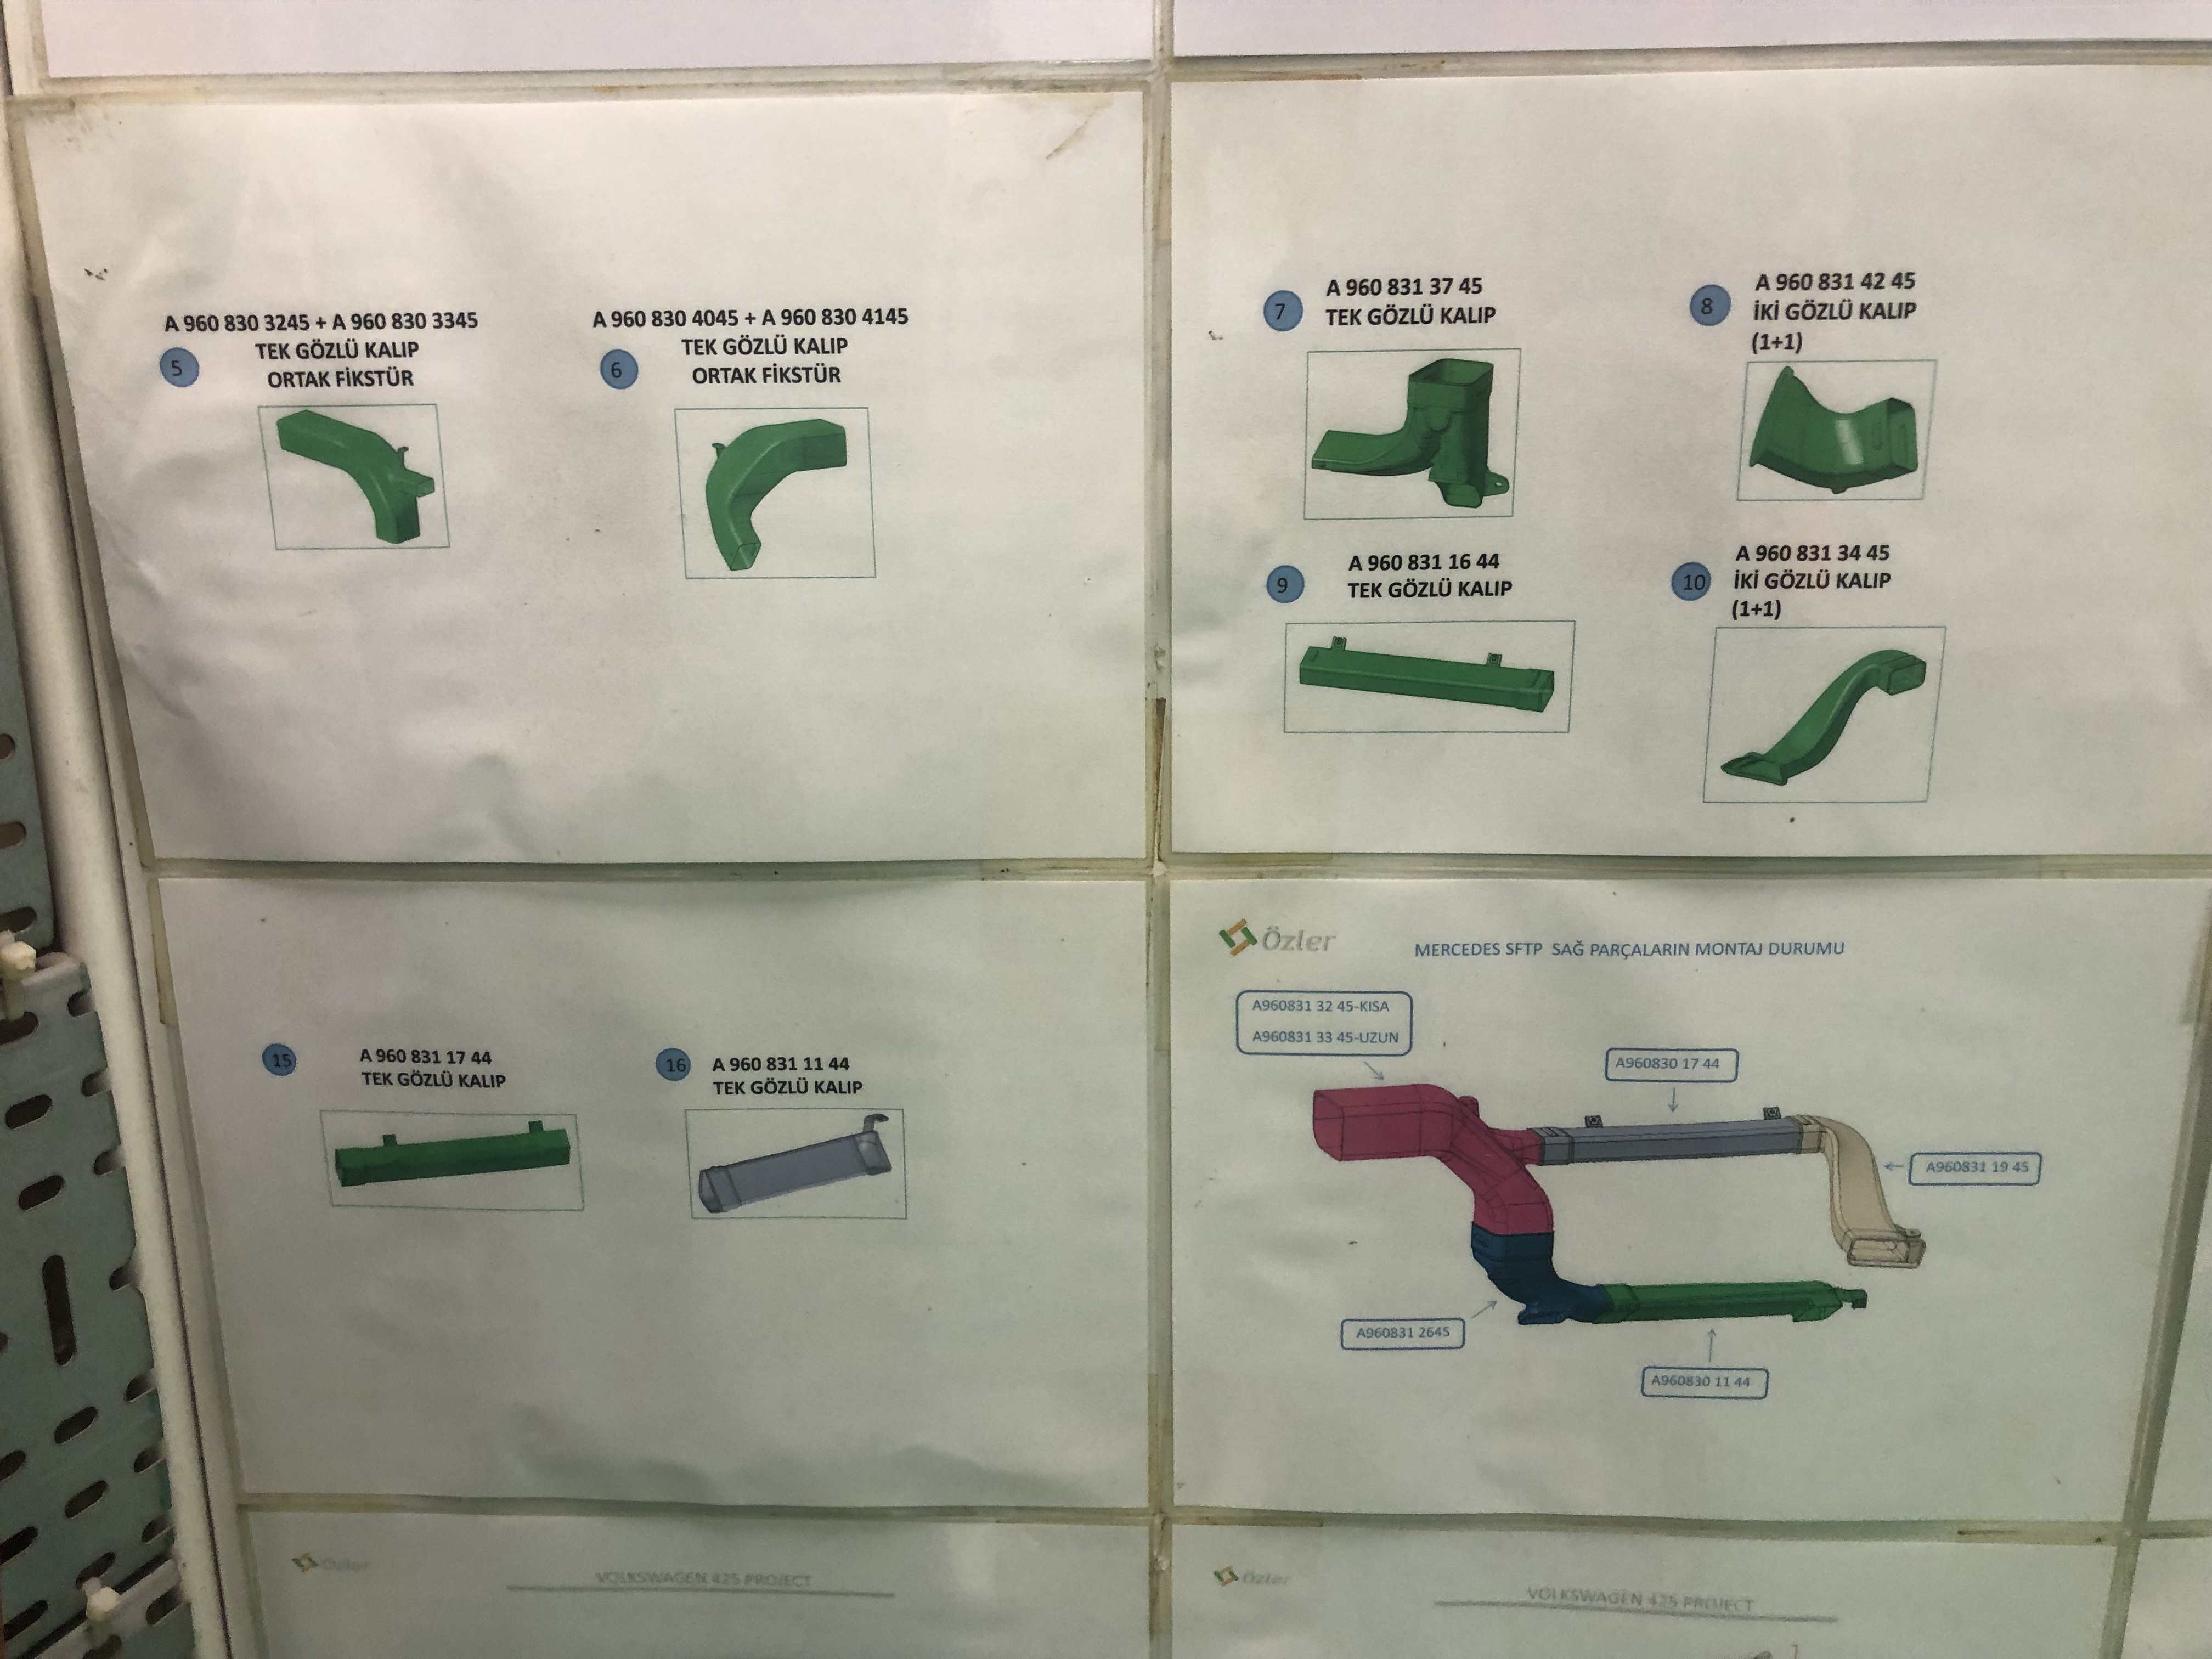 A 960 830 3245 + A 960 830 3345
TEK GÖZLÜ KALIP
ORTAK FİKSTÜR
5
A 960 830 4045 + A 960 830 4145
TEK GÖZLÜ KALIP
ORTAK FİKSTÜR
6
7
A 960 831 37 45
TEK GÖZLÜ KALIP
8
A 960 831 42 45
İKİ GÖZLÜ KALIP
(1+1)
9
A 960 831 16 44
TEK GÖZLÜ KALIP
10
A 960 831 34 45
İKİ GÖZLÜ KALIP
(1+1)
15
A 960 831 17 44
TEK GÖZLÜ KALIP
16
A 960 831 11 44
TEK GÖZLÜ KALIP
Özler
MERCEDES SFTP SAĞ PARÇALARIN MONTAJ DURUMU
A960831 32 45-KISA
A960831 33 45-UZUN
A960830 17 44
A960831 19 45
A960831 2645
A960830 11 44
Özler
VOLKSWAGEN 425 PROJECT
Özler
VOLKSWAGEN 425 PROJECT